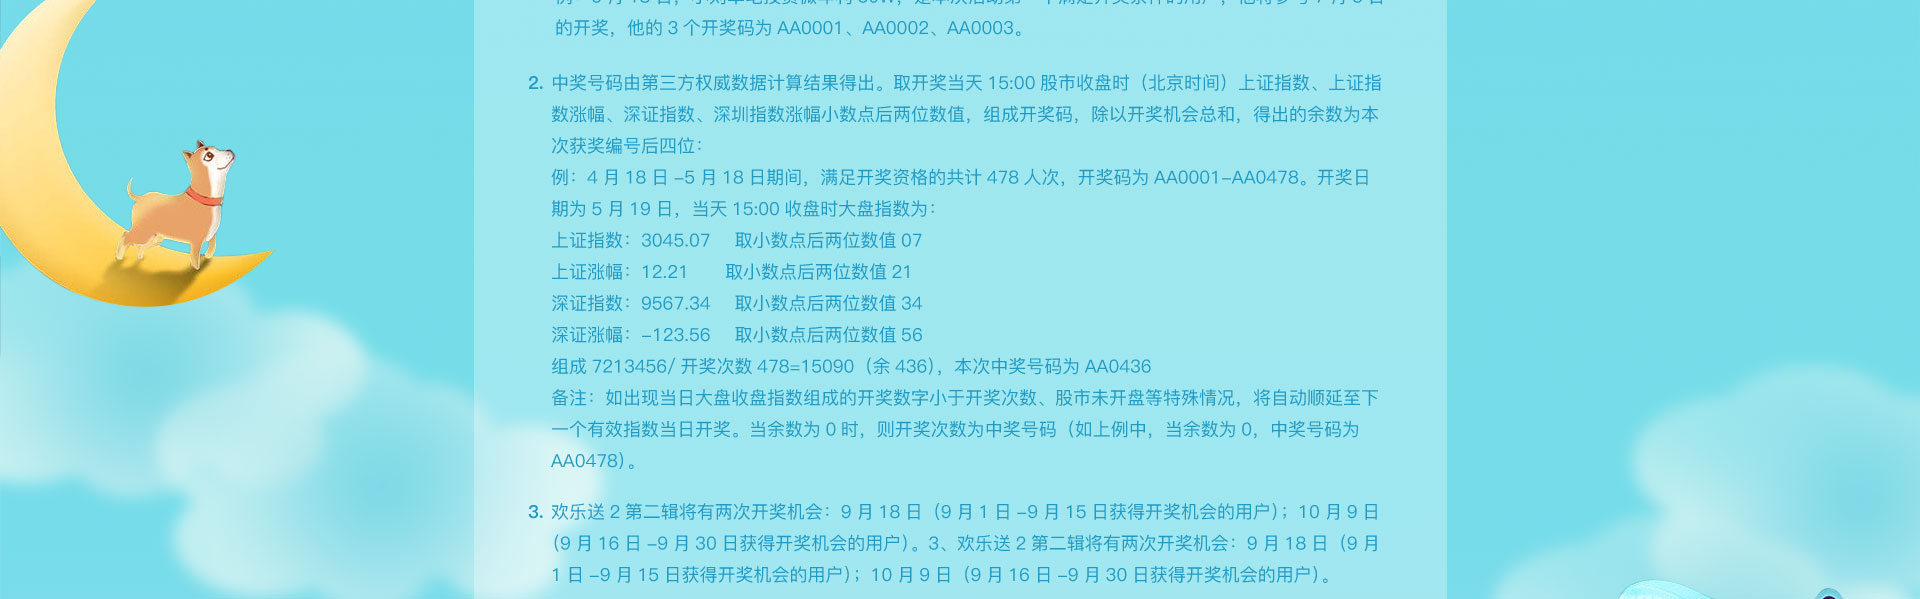 的开奖，他的 3 个开奖码为 AA0001、AA0002、AA0003。
2. 中奖号码由第三方权威数据计算结果得出。取开奖当天 15:00 股市收盘时（北京时间）上证指数、上证指
数涨幅、深证指数、深圳指数涨幅小数点后两位数值，组成开奖码，除以开奖机会总和，得出的余数为本
次获奖编号后四位：
例：4 月 18 日 –5 月 18 日期间，满足开奖资格的共计 478 人次，开奖码为 AA0001–AA0478。开奖日
期为 5 月 19 日，当天 15:00 收盘时大盘指数为：
上证指数：3045.07 取小数点后两位数值 07
上证涨幅：12.21 取小数点后两位数值 21
深证指数：9567.34 取小数点后两位数值 34
深证涨幅：–123.56 取小数点后两位数值 56
组成 7213456/ 开奖次数 478=15090（余 436），本次中奖号码为 AA0436
备注：如出现当日大盘收盘指数组成的开奖数字小于开奖次数、股市未开盘等特殊情况，将自动顺延至下
一个有效指数当日开奖。当余数为 0 时，则开奖次数为中奖号码（如上例中，当余数为 0，中奖号码为
AA0478）。
3. 欢乐送 2 第二辑将有两次开奖机会：9 月 18 日（9 月 1 日 –9 月 15 日获得开奖机会的用户）；10 月 9 日
（9 月 16 日 –9 月 30 日获得开奖机会的用户）。3、欢乐送 2 第二辑将有两次开奖机会：9 月 18 日（9 月
1 日 –9 月 15 日获得开奖机会的用户）；10 月 9 日（9 月 16 日 –9 月 30 日获得开奖机会的用户）。